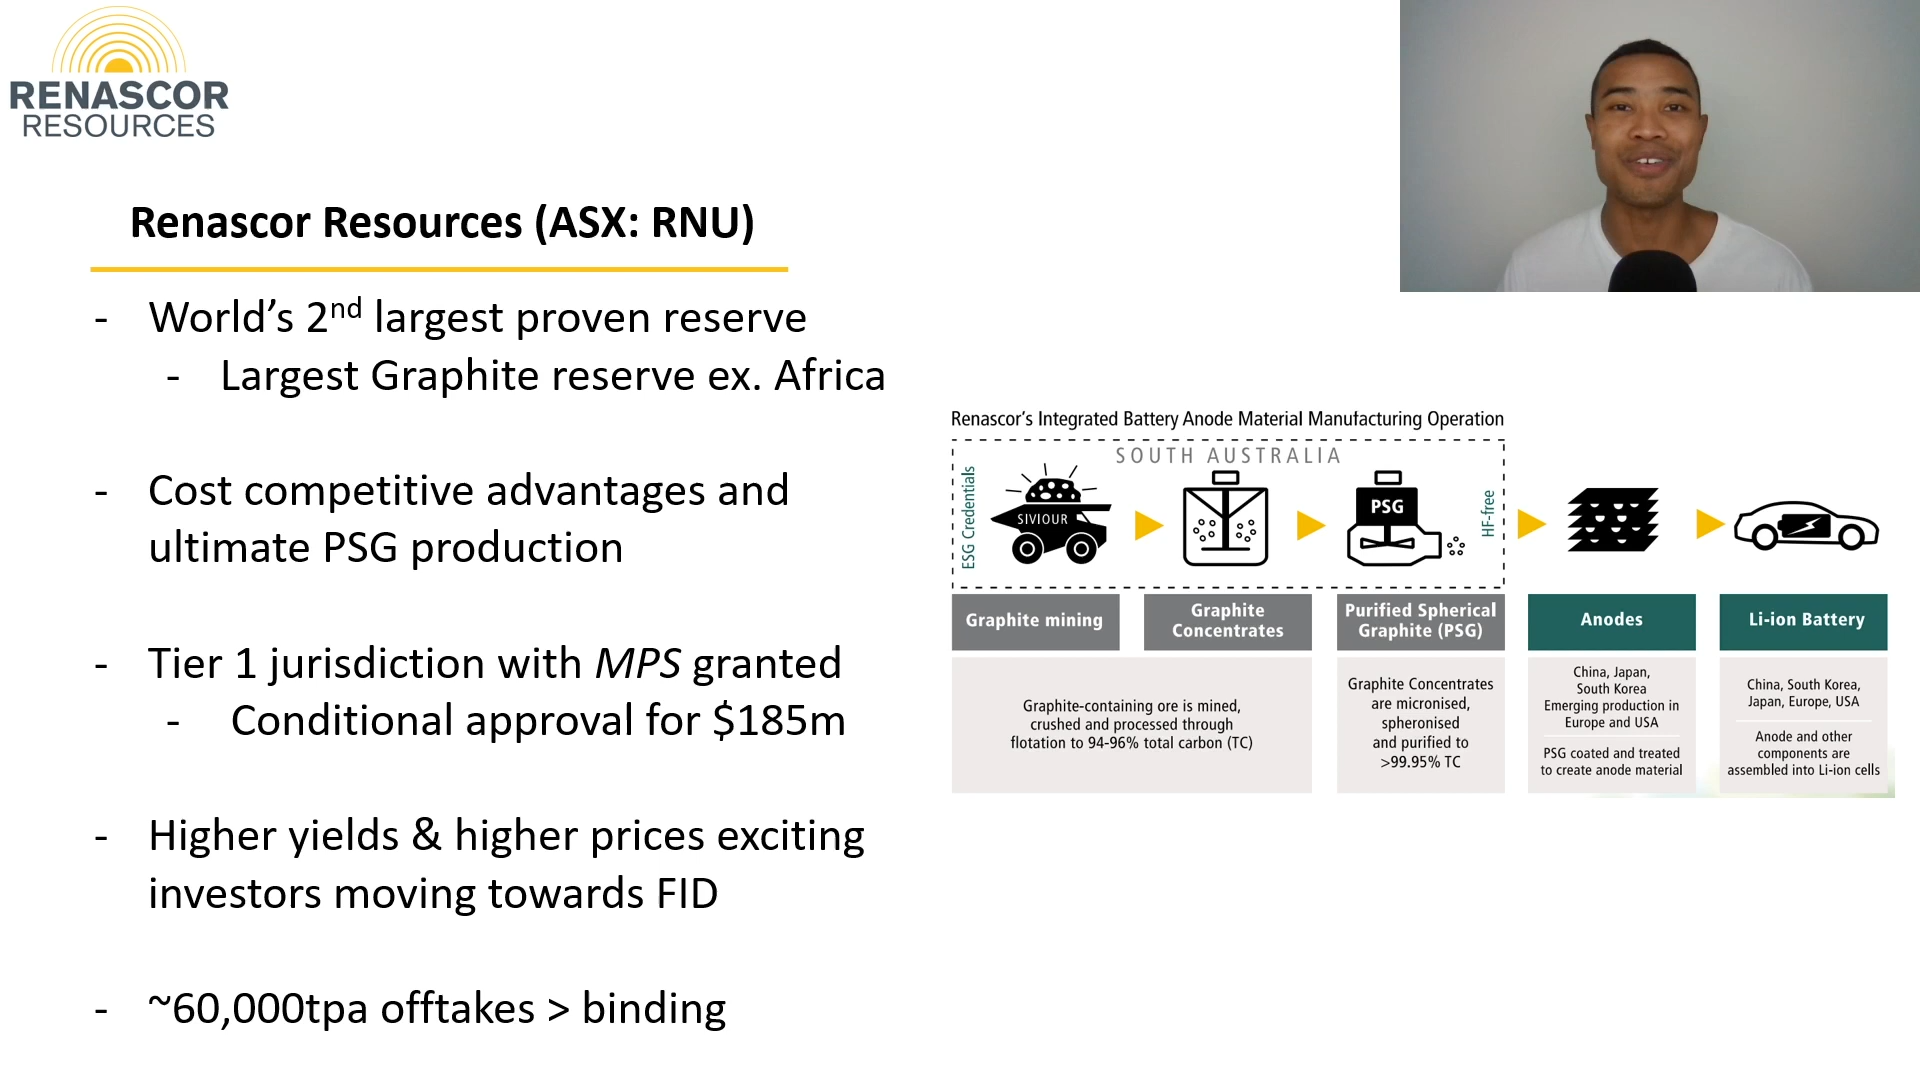 RENASCOR
RESOURCES
Renascor Resources (ASX: RNU)
- World’s 2nd largest proven reserve
- Largest Graphite reserve ex. Africa
- Cost competitive advantages and
ultimate PSG production
- Tier 1 jurisdiction with MPS granted
- Conditional approval for $185m
- Higher yields & higher prices exciting
investors moving towards FID
- ~60,000tpa offtakes > binding
Renascor’s Integrated Battery Anode Material Manufacturing Operation
SOUTH AUSTRALIA
ESG Credentials
SIVIOUR
PSG
HF-free
Graphite mining
Graphite
Concentrates
Purified Spherical
Graphite (PSG)
Anodes
Li-ion Battery
Graphite-containing ore is mined,
crushed and processed through
flotation to 94-96% total carbon (TC)
Graphite Concentrates
are micronised,
spheronised
and purified to
>99.95% TC
China, Japan,
South Korea
Emerging production in
Europe and USA
PSG coated and treated
to create anode material
China, South Korea,
Japan, Europe, USA
Anode and other
components are
assembled into Li-ion cells